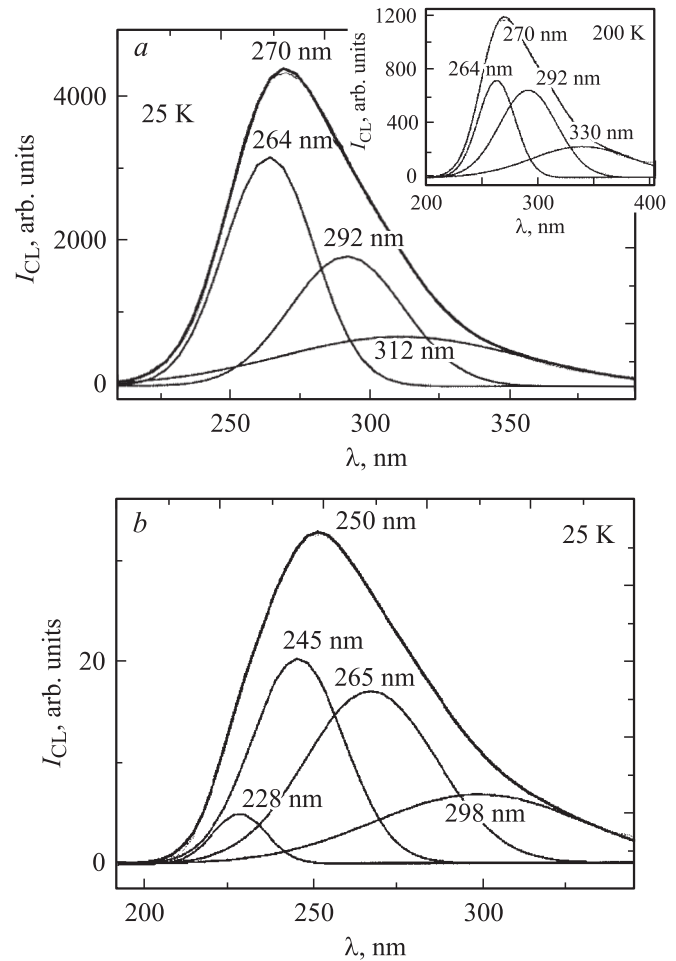 a
270 nm
25 K
264 nm
292 nm
312 nm
4000
2000
0
250
300
350
I_CL, arb. units
λ, nm
1200
800
400
0
270 nm
200 K
264 nm
292 nm
330 nm
200
300
400
I_CL, arb. units
λ, nm
b
250 nm
25 K
245 nm
265 nm
228 nm
298 nm
20
0
200
250
300
I_CL, arb. units
λ, nm